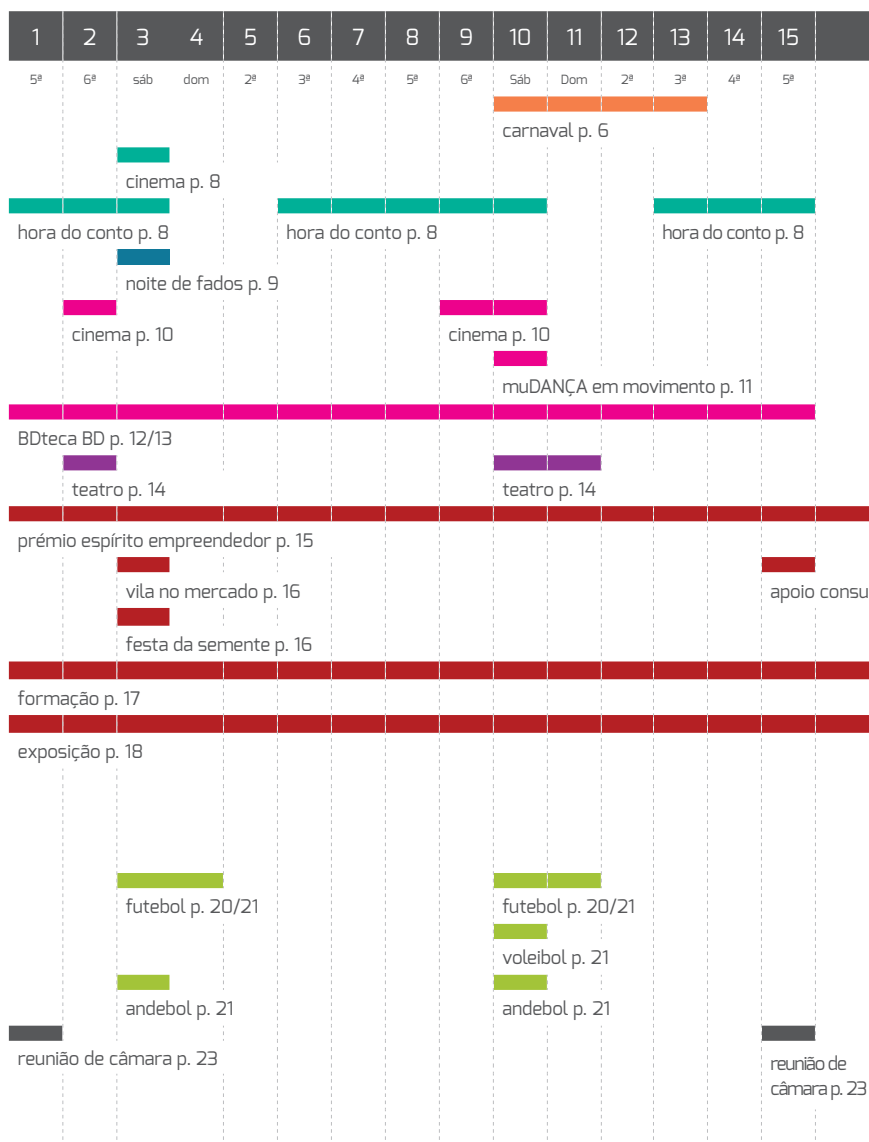 1 2 3 4 5 6 7 8 9 10 11 12 13 14 15
5ª 6ª sáb dom 2ª 3ª 4ª 5ª 6ª Sáb Dom 2ª 3ª 4ª 5ª
carnaval p. 6
cinema p. 8
hora do conto p. 8 hora do conto p. 8 hora do conto p. 8
noite de fados p. 9
cinema p. 10 cinema p. 10
muDANÇA em movimento p. 11
BDteca BD p. 12/13
teatro p. 14 teatro p. 14
prémio espírito empreendedor p. 15
vila no mercado p. 16 apoio consu
festa da semente p. 16
formação p. 17
exposição p. 18
futebol p. 20/21 futebol p. 20/21
voleibol p. 21
andebol p. 21 andebol p. 21
reunião de câmara p. 23 reunião de
câmara p. 23